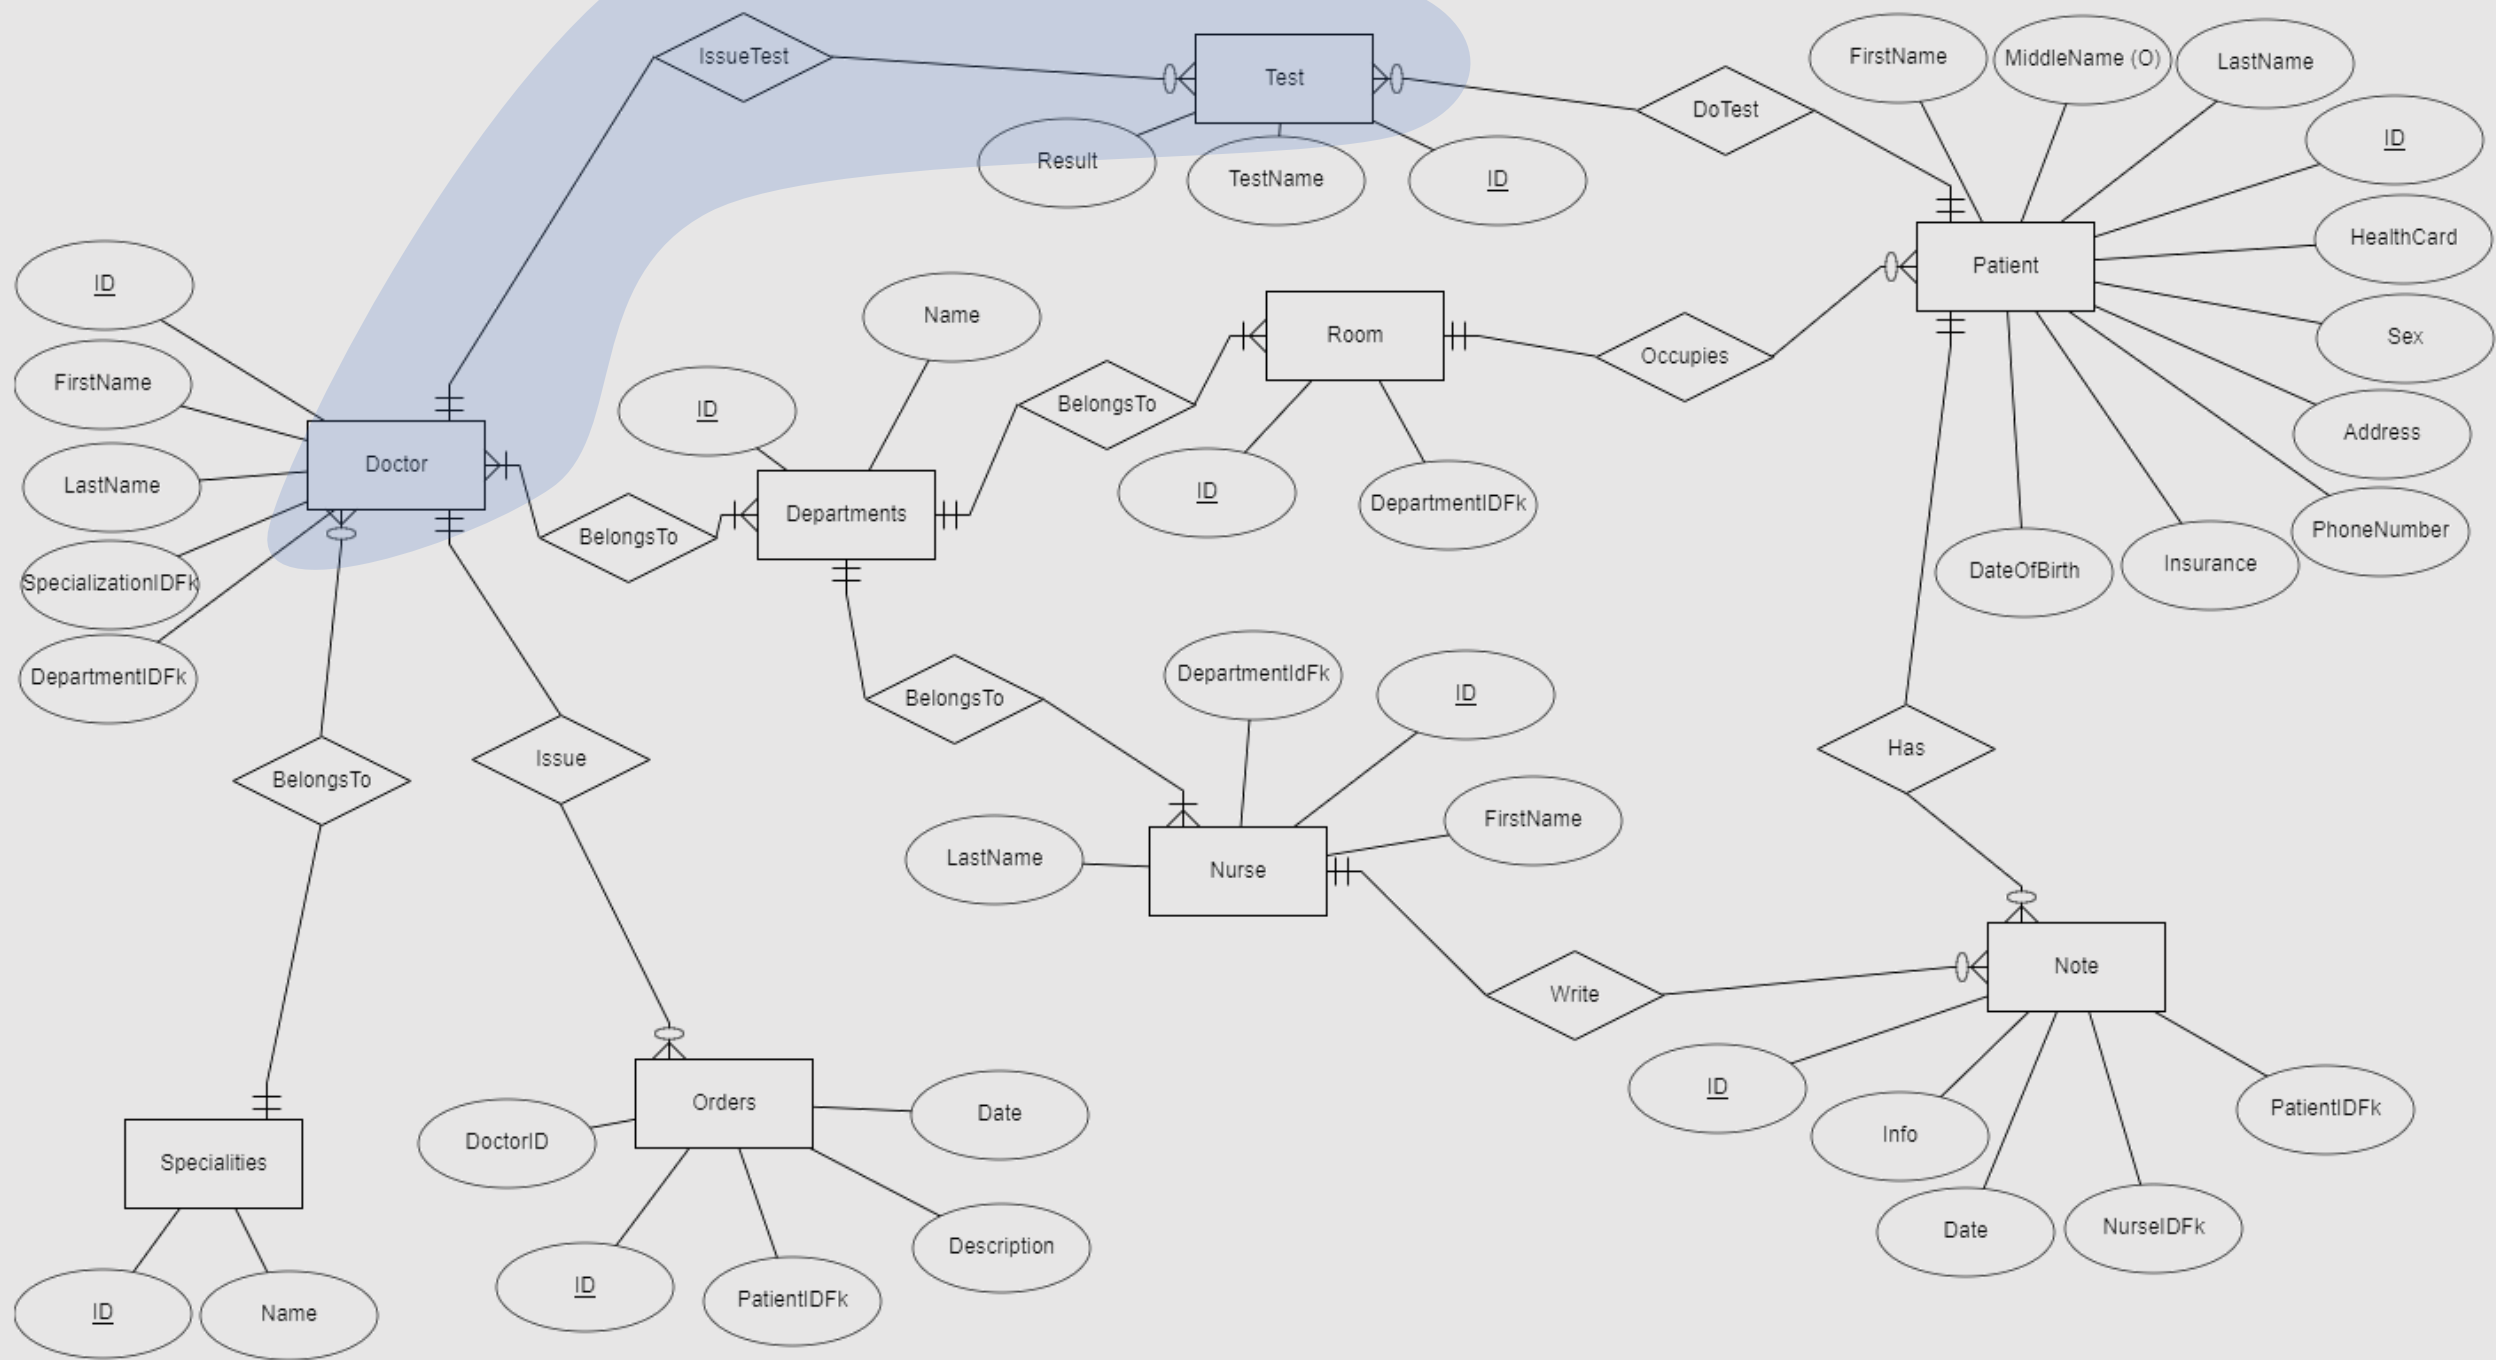 IssueTest
Test
DoTest
Result
TestName
ID
FirstName
MiddleName (O)
LastName
ID
HealthCard
Sex
Address
PhoneNumber
Insurance
DateOfBirth
Patient
Occupies
Room
ID
DepartmentIDFk
BelongsTo
Name
ID
Departments
BelongsTo
Doctor
ID
FirstName
LastName
SpecializationIDFk
DepartmentIDFk
BelongsTo
Issue
BelongsTo
DepartmentIdFk
ID
FirstName
LastName
Nurse
Has
Write
Note
ID
Info
Date
NurseIDFk
PatientIDFk
Orders
DoctorID
Date
Description
ID
PatientIDFk
Specialities
ID
Name